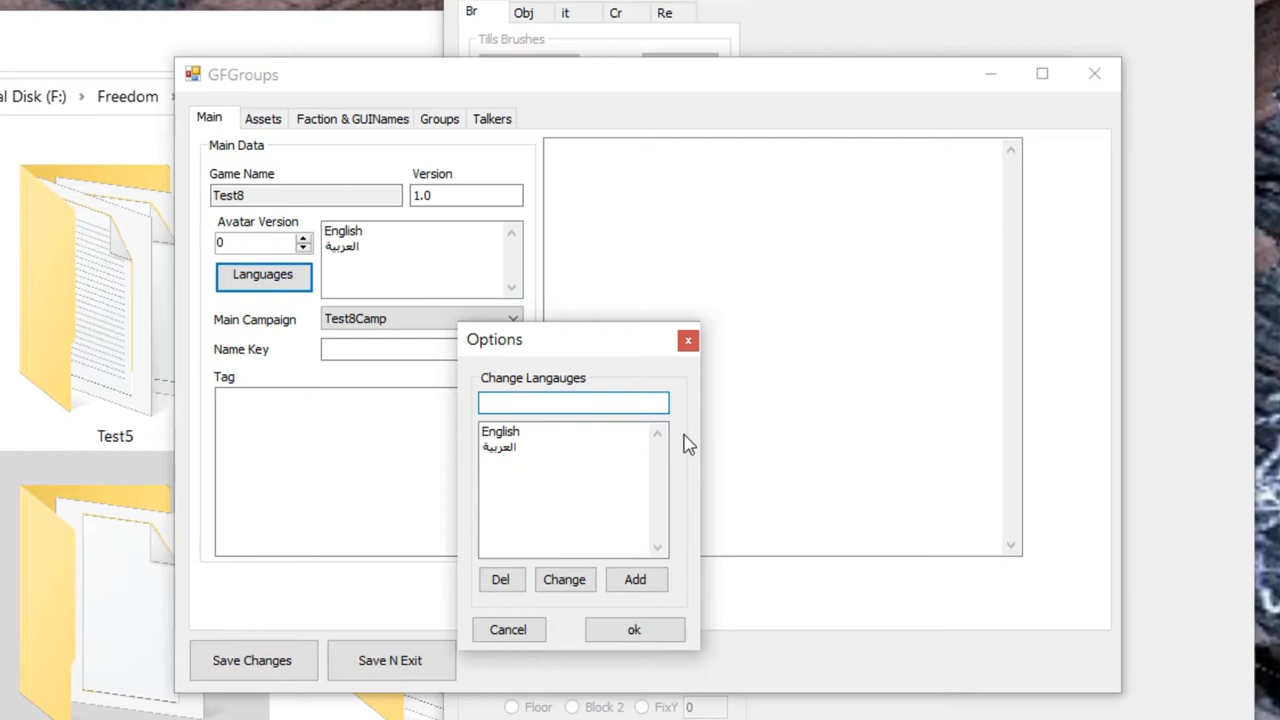 Br Obj it Cr Re
Tills Brushes
GFGroups
al Disk (F:) > Freedom
Main Assets Faction & GUINames Groups Talkers
Main Data
Game Name Version
Test8 1.0
Avatar Version
0
English
العربية
Languages
Main Campaign Test8Camp
Name Key
Tag
Options
x
Change Langauges
English
العربية
Del Change Add
Cancel ok
Test5
Save Changes Save N Exit
Floor Block 2 FixY 0